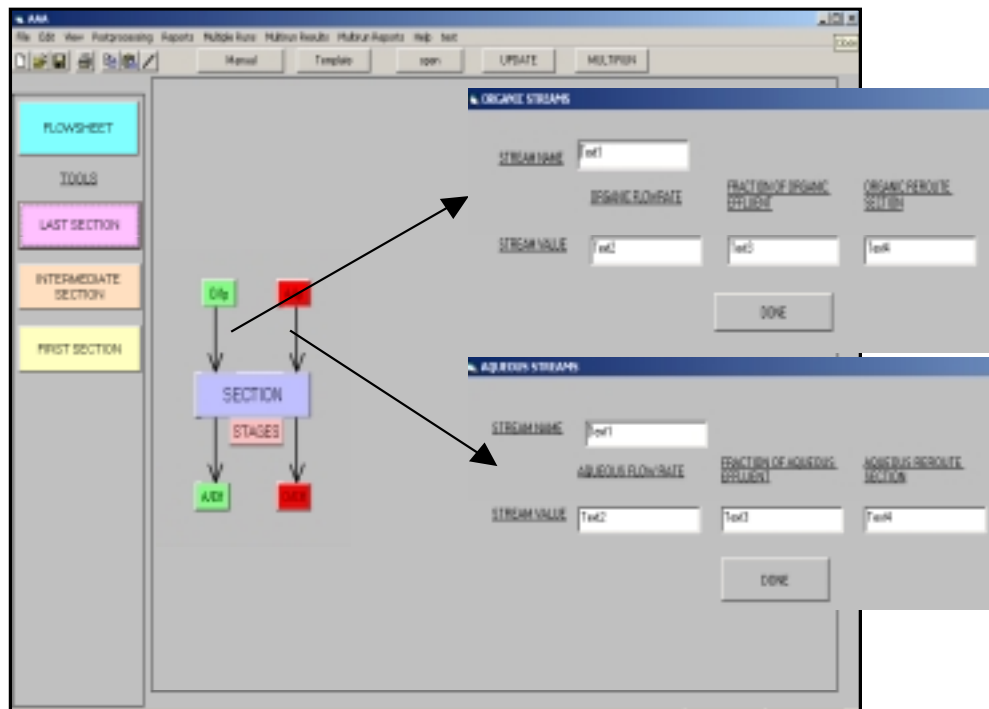 AAA
File Edit View Postprocessing Reports Multiple Runs Multirun Results Multirun Reports Help test
Close
Manual Template open UPDATE MULTIRUN
FLOWSHEET
TOOLS
LAST SECTION
INTERMEDIATE
SECTION
FIRST SECTION
SECTION
STAGES
ORGANIC STREAMS
STREAM NAME Text1
ORGANIC FLOWRATE
FRACTION OF ORGANIC
EFFLUENT
ORGANIC REROUTE
SECTION
STREAM VALUE Text2 Text3 Text4
DONE
AQUEOUS STREAMS
STREAM NAME Text1
AQUEOUS FLOW RATE
FRACTION OF AQUEOUS
EFFLUENT
AQUEOUS REROUTE
SECTION
STREAM VALUE Text2 Text3 Text4
DONE